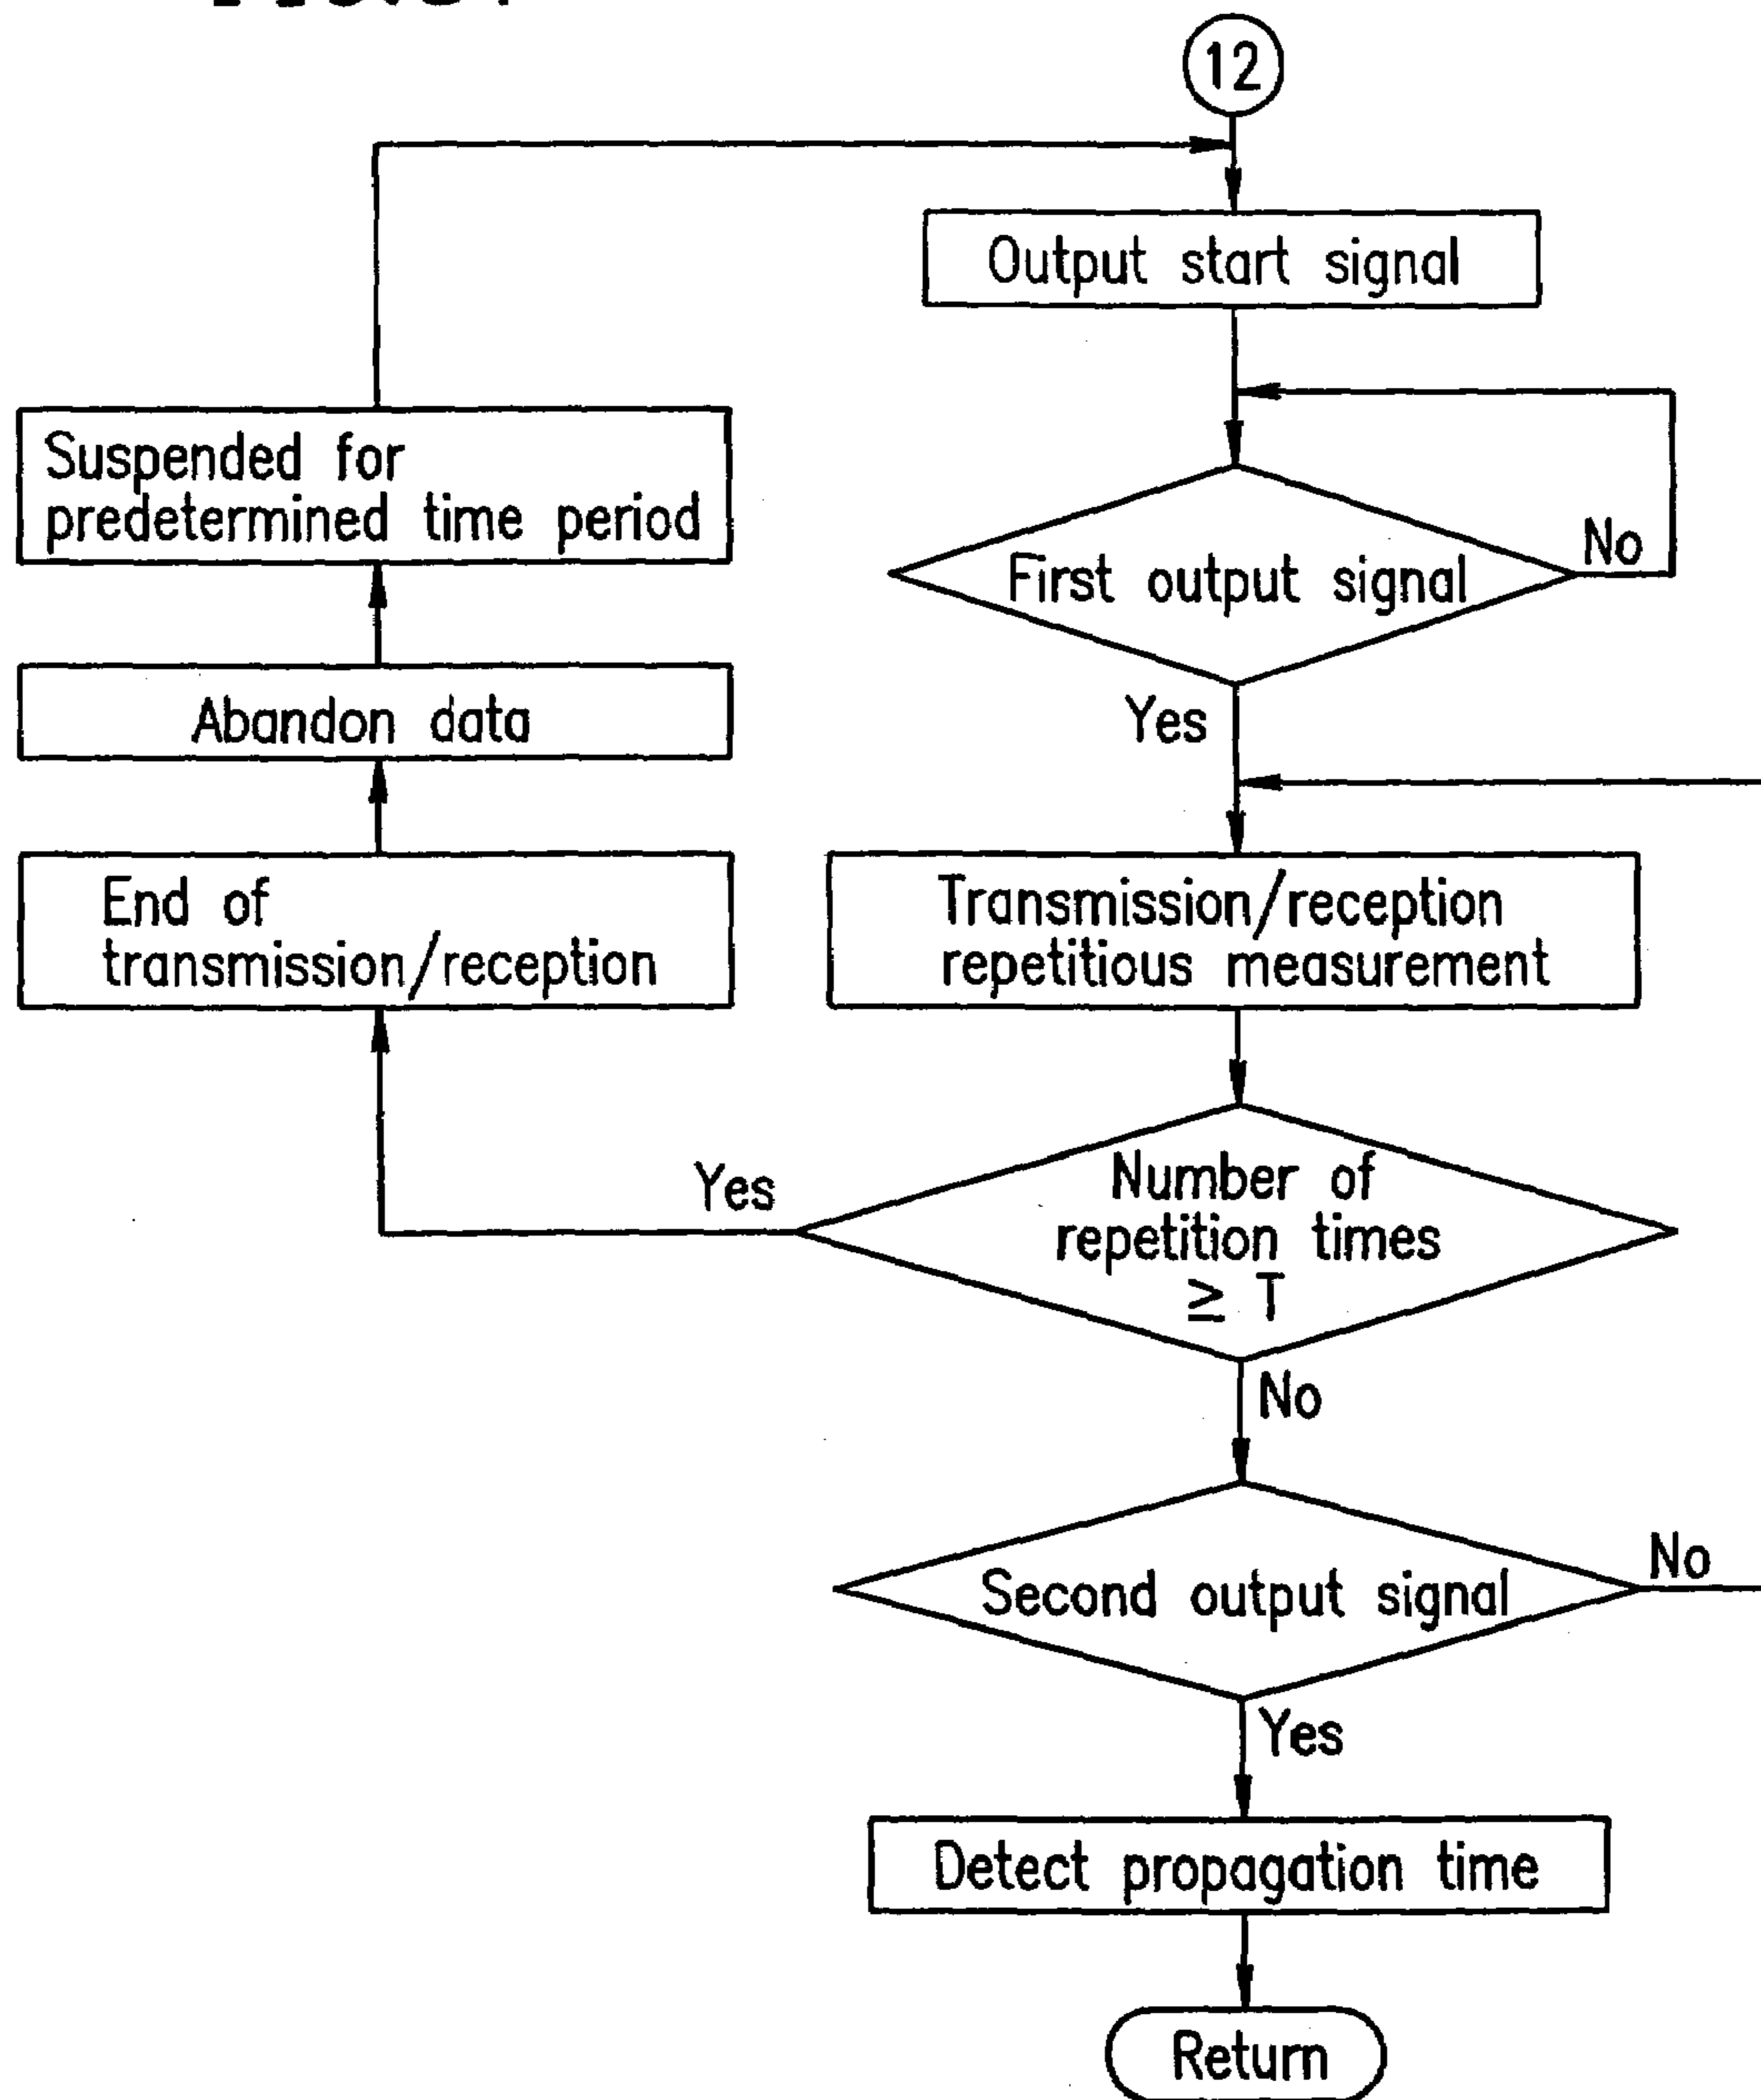 12
Output start signal
First output signal
No
Yes
Transmission/reception
repetitious measurement
Number of
repetition times
≥ T
Yes
End of
transmission/reception
Abandon data
Suspended for
predetermined time period
No
Second output signal
No
Yes
Detect propagation time
Return